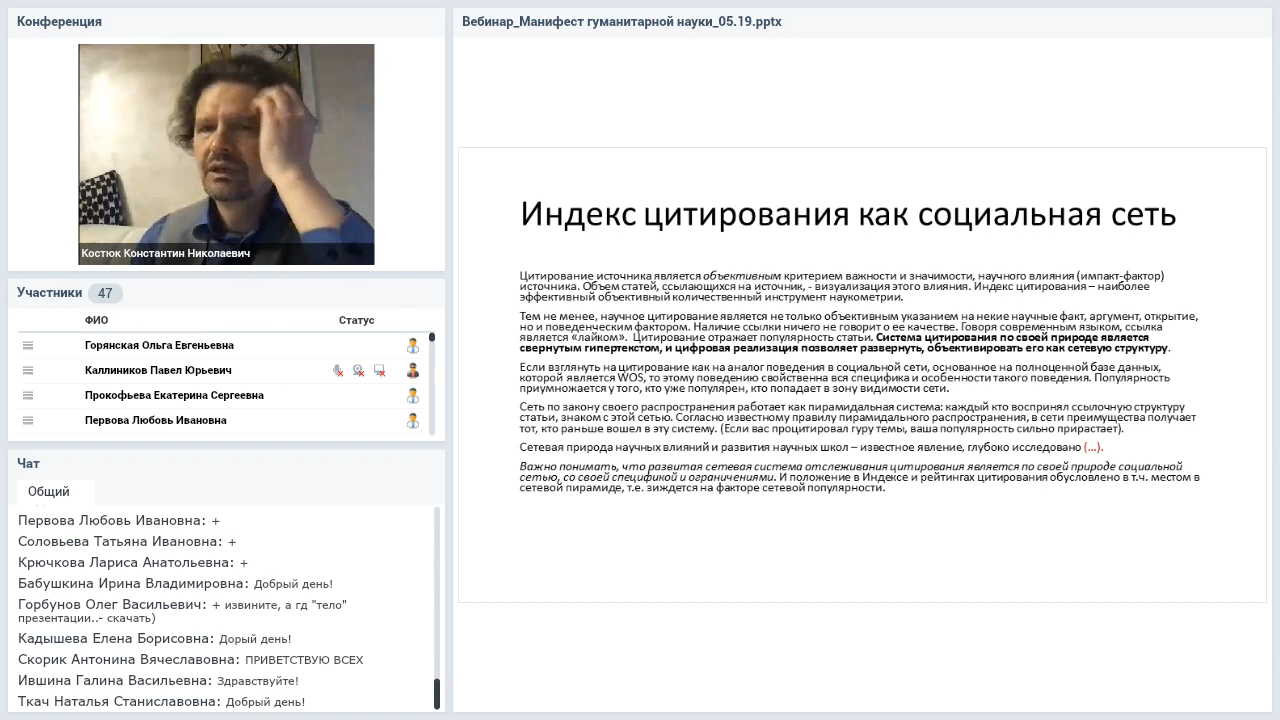 Конференция
Костюк Константин Николаевич
Участники 47
ФИО Статус
Горянская Ольга Евгеньевна
Каллиников Павел Юрьевич
Прокофьева Екатерина Сергеевна
Первова Любовь Ивановна
Чат
Общий
Первова Любовь Ивановна: +
Соловьева Татьяна Ивановна: +
Крючкова Лариса Анатольевна: +
Бабушкина Ирина Владимировна: Добрый день!
Горбунов Олег Васильевич: + извините, а гд "тело"
презентации..- скачать)
Кадышева Елена Борисовна: Дорый день!
Скорик Антонина Вячеславовна: ПРИВЕТСТВУЮ ВСЕХ
Ившина Галина Васильевна: Здравствуйте!
Ткач Наталья Станиславовна: Добрый день!
Вебинар_Манифест гуманитарной науки_05.19.pptx
Индекс цитирования как социальная сеть
Цитирование источника является объективным критерием важности и значимости, научного влияния (импакт-фактор)
источника. Объем статей, ссылающихся на источник, - визуализация этого влияния. Индекс цитирования – наиболее
эффективный объективный количественный инструмент наукометрии.
Тем не менее, научное цитирование является не только объективным указанием на некие научные факт, аргумент, открытие,
но и поведенческим фактором. Наличие ссылки ничего не говорит о ее качестве. Говоря современным языком, ссылка
является «лайком». Цитирование отражает популярность статьи. Система цитирования по своей природе является
свернутым гипертекстом, и цифровая реализация позволяет развернуть, объективировать его как сетевую структуру.
Если взглянуть на цитирование как на аналог поведения в социальной сети, основанное на полноценной базе данных,
которой является WOS, то этому поведению свойственна вся специфика и особенности такого поведения. Популярность
приумножается у того, кто уже популярен, кто попадает в зону видимости сети.
Сеть по закону своего распространения работает как пирамидальная система: каждый кто воспринял ссылочную структуру
статьи, знаком с этой сетью. Согласно известному правилу пирамидального распространения, в сети преимущества получает
тот, кто раньше вошел в эту систему. (Если вас процитировал гуру темы, ваша популярность сильно прирастает).
Сетевая природа научных влияний и развития научных школ – известное явление, глубоко исследовано (...).
Важно понимать, что развитая сетевая система отслеживания цитирования является по своей природе социальной
сетью, со своей спецификой и ограничениями. И положение в Индексе и рейтингах цитирования обусловлено в т.ч. местом в
сетевой пирамиде, т.е. зиждется на факторе сетевой популярности.